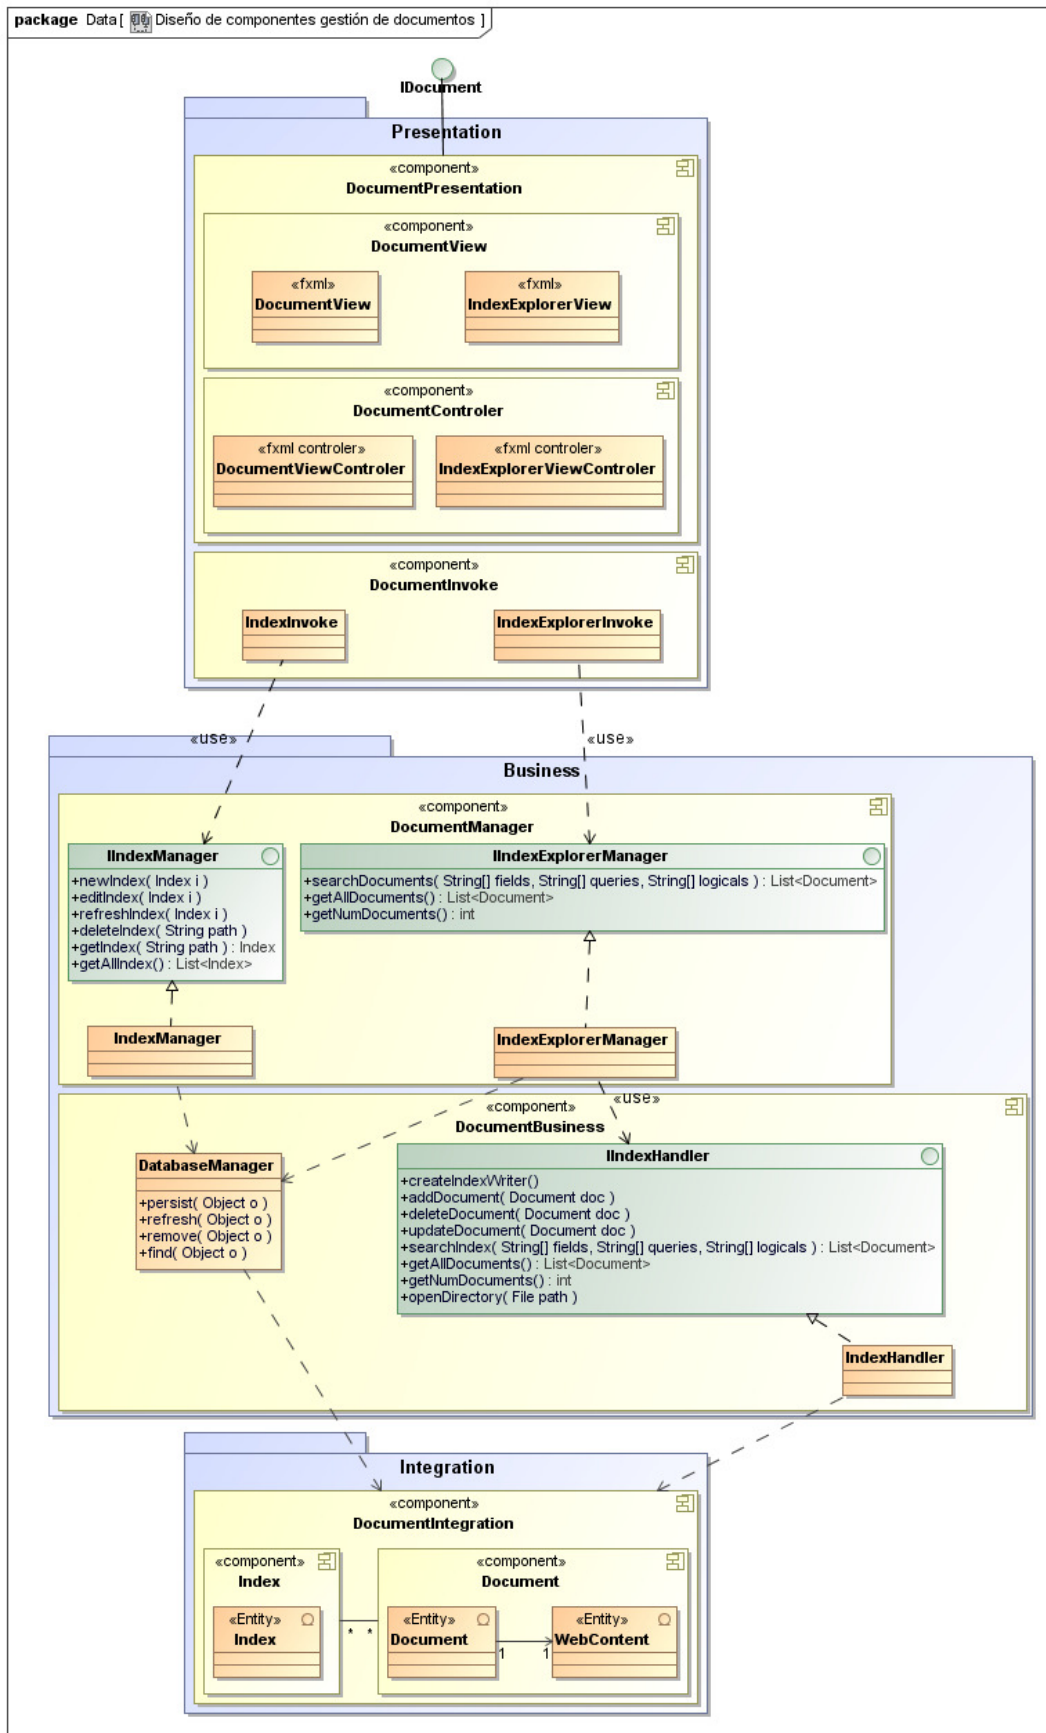 package Data [ Diseño de componentes gestión de documentos ]
IDocument
Presentation
«component»
DocumentPresentation
«component»
DocumentView
«fxml»
DocumentView
«fxml»
IndexExplorerView
«component»
DocumentControler
«fxml controler»
DocumentViewControler
«fxml controler»
IndexExplorerViewControler
«component»
DocumentInvoke
IndexInvoke
IndexExplorerInvoke
«use»
«use»
Business
«component»
DocumentManager
IIndexManager
+newIndex( Index i )
+editIndex( Index i )
+refreshIndex( Index i )
+deleteIndex( String path )
+getIndex( String path ) : Index
+getAllIndex() : List<Index>
IIndexExplorerManager
+searchDocuments( String[] fields, String[] queries, String[] logicals ) : List<Document>
+getAllDocuments() : List<Document>
+getNumDocuments() : int
IndexManager
IndexExplorerManager
«use»
«component»
DocumentBusiness
DatabaseManager
+persist( Object o )
+refresh( Object o )
+remove( Object o )
+find( Object o )
IIndexHandler
+createIndexWriter()
+addDocument( Document doc )
+deleteDocument( Document doc )
+updateDocument( Document doc )
+searchIndex( String[] fields, String[] queries, String[] logicals ) : List<Document>
+getAllDocuments() : List<Document>
+getNumDocuments() : int
+openDirectory( File path )
IndexHandler
Integration
«component»
DocumentIntegration
«component»
Index
«Entity»
Index
* *
«component»
Document
«Entity»
Document
1 1
«Entity»
WebContent